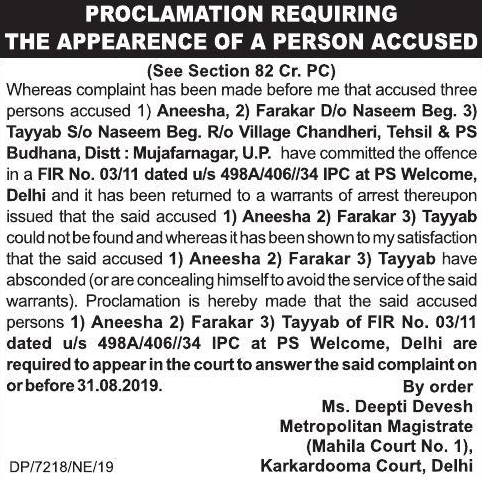 PROCLAMATION REQUIRING
THE APPEARENCE OF A PERSON ACCUSED
(See Section 82 Cr. PC)
Whereas complaint has been made before me that accused three
persons accused 1) Aneesha, 2) Farakar D/o Naseem Beg. 3)
Tayyab S/o Naseem Beg. R/o Village Chandheri, Tehsil & PS
Budhana, Distt : Mujafarnagar, U.P. have committed the offence
in a FIR No. 03/11 dated u/s 498A/406//34 IPC at PS Welcome,
Delhi and it has been returned to a warrants of arrest thereupon
issued that the said accused 1) Aneesha 2) Farakar 3) Tayyab
could not be found and whereas it has been shown to my satisfaction
that the said accused 1) Aneesha 2) Farakar 3) Tayyab have
absconded (or are concealing himself to avoid the service of the said
warrants). Proclamation is hereby made that the said accused
persons 1) Aneesha 2) Farakar 3) Tayyab of FIR No. 03/11
dated u/s 498A/406//34 IPC at PS Welcome, Delhi are
required to appear in the court to answer the said complaint on
or before 31.08.2019.
By order
Ms. Deepti Devesh
Metropolitan Magistrate
(Mahila Court No. 1),
DP/7218/NE/19 Karkardooma Court, Delhi